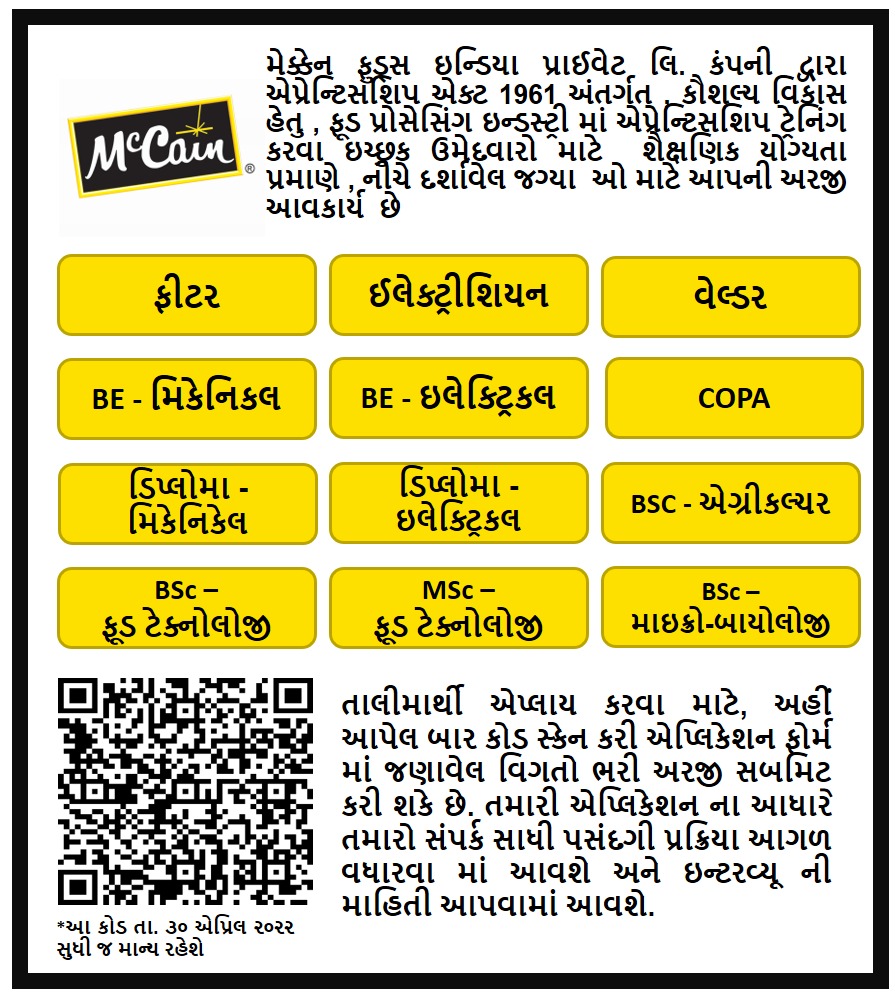 McCain
®
મેક્કેન ફુડ્સ ઇન્ડિયા પ્રાઈવેટ લિ. કંપની દ્વારા
એપ્રેન્ટિસશિપ એક્ટ 1961 અંતર્ગત , કૌશલ્ય વિકાસ
હેતુ , ફૂડ પ્રોસેસિંગ ઇન્ડસ્ટ્રી માં એપ્રેન્ટિસશિપ ટ્રેનિંગ
કરવા ઇચ્છુક ઉમેદવારો માટે શૈક્ષણિક યોગ્યતા
પ્રમાણે , નીચે દર્શાવેલ જગ્યા ઓ માટે આપની અરજી
આવકાર્ય છે
ફીટર
ઈલેક્ટ્રીશિયન
વેલ્ડર
BE - મિકેનિકલ
BE - ઇલેક્ટ્રિકલ
COPA
ડિપ્લોમા -
મિકેનિકેલ
ડિપ્લોમા -
ઇલેક્ટ્રિકલ
BSC - એગ્રીકલ્ચર
BSc –
ફૂડ ટેક્નોલોજી
MSc –
ફૂડ ટેક્નોલોજી
BSc –
માઇક્રો-બાયોલોજી
તાલીમાર્થી એપ્લાય કરવા માટે, અહીં
આપેલ બાર કોડ સ્કેન કરી એપ્લિકેશન ફોર્મ
માં જણાવેલ વિગતો ભરી અરજી સબમિટ
કરી શકે છે. તમારી એપ્લિકેશન ના આધારે
તમારો સંપર્ક સાધી પસંદગી પ્રક્રિયા આગળ
વધારવા માં આવશે અને ઇન્ટરવ્યૂ ની
માહિતી આપવામાં આવશે.
*આ કોડ તા. ૩૦ એપ્રિલ ૨૦૨૨
સુધી જ માન્ય રહેશે